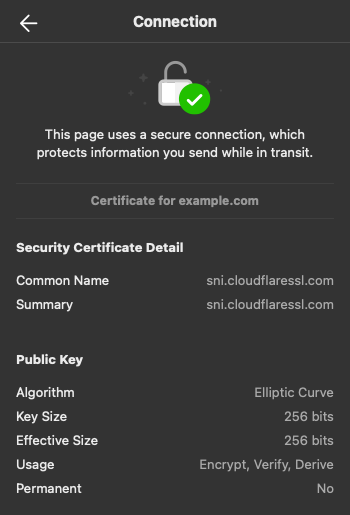 Connection
This page uses a secure connection, which
protects information you send while in transit.
Certificate for example.com
Security Certificate Detail
Common Name sni.cloudflaressl.com
Summary sni.cloudflaressl.com
Public Key
Algorithm Elliptic Curve
Key Size 256 bits
Effective Size 256 bits
Usage Encrypt, Verify, Derive
Permanent No